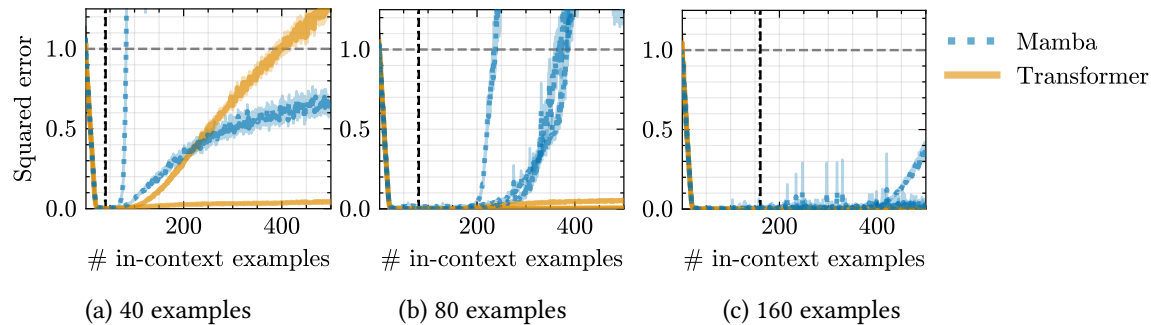 Squared error
1.0
0.5
0.0
200
400
# in-context examples
(a) 40 examples
1.0
0.5
0.0
200
400
# in-context examples
(b) 80 examples
1.0
0.5
0.0
200
400
# in-context examples
(c) 160 examples
Mamba
Transformer